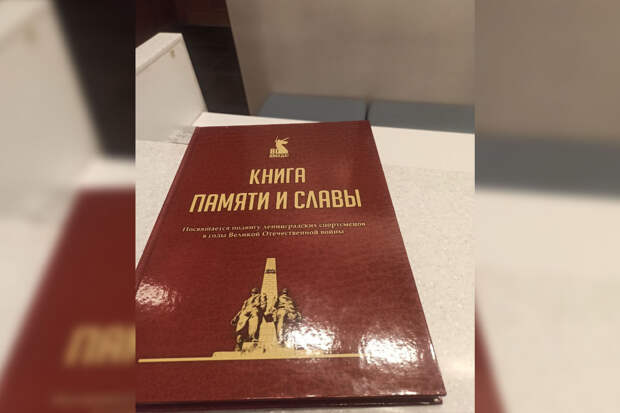 КНИГА
ПАМЯТИ И СЛАВЫ
Посвящается подвигу ленинградских спортсменов
в годы Великой Отечественной войны